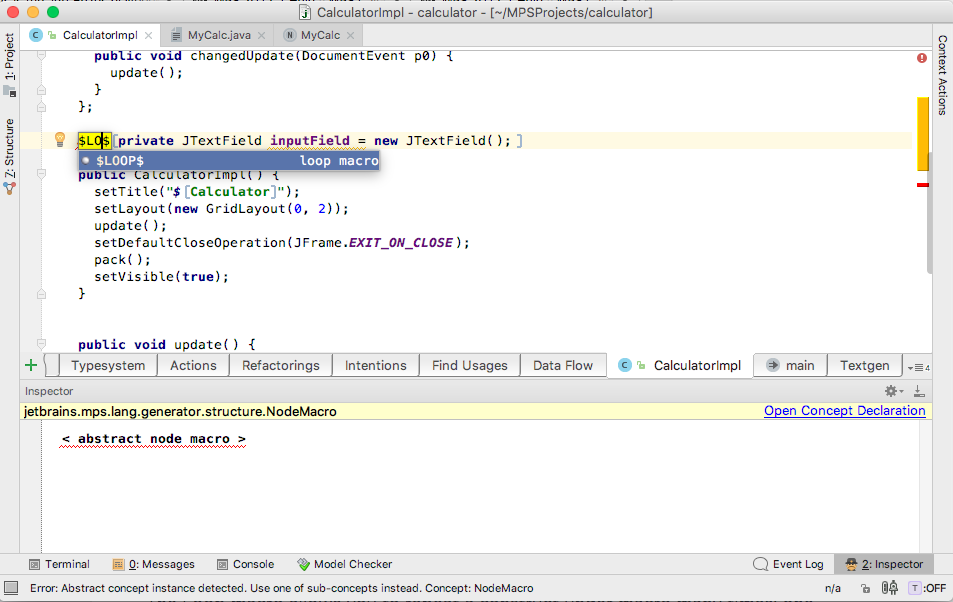 CalculatorImpl - calculator - [~/MPSProjects/calculator]
CalculatorImpl MyCalc.java MyCalc
1: Project
Z: Structure
Context Actions
public void changedUpdate(DocumentEvent p0) {
update();
}
};
$LO$[private JTextField inputField = new JTextField(); ]
$LOOP$ loop macro
public CalculatorImpl() {
setTitle("$[Calculator]");
setLayout(new GridLayout(0, 2));
update();
setDefaultCloseOperation(JFrame.EXIT_ON_CLOSE);
pack();
setVisible(true);
}
public void update() {
Typesystem Actions Refactorings Intentions Find Usages Data Flow CalculatorImpl main Textgen 4
Inspector
jetbrains.mps.lang.generator.structure.NodeMacro Open Concept Declaration
< abstract node macro >
Terminal 0: Messages Console Model Checker Event Log 2: Inspector
Error: Abstract concept instance detected. Use one of sub-concepts instead. Concept: NodeMacro n/a T :OFF